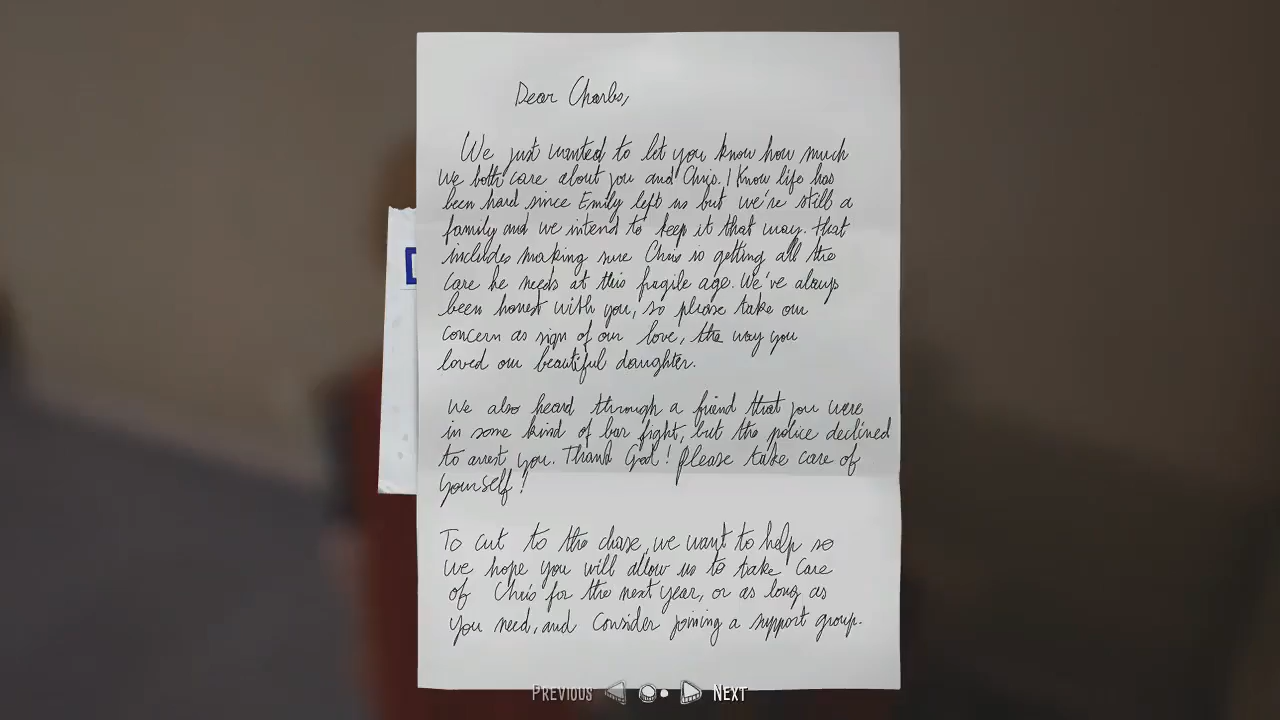 Dear Charles,
We just wanted to let you know how much
we both care about you and Chris. I know life has
been hard since Emily left us but we're still a
family and we intend to keep it that way. That
includes making sure Chris is getting all the
care he needs at this fragile age. We've always
been honest with you, so please take our
concern as sign of our love, the way you
loved our beautiful daughter.
We also heard through a friend that you were
in some kind of bar fight, but the police declined
to arrest you. Thank God! please take care of
yourself!
To cut to the chase, we want to help so
we hope you will allow us to take care
of Chris for the next year, or as long as
you need, and consider joining a support group.
Previous Next